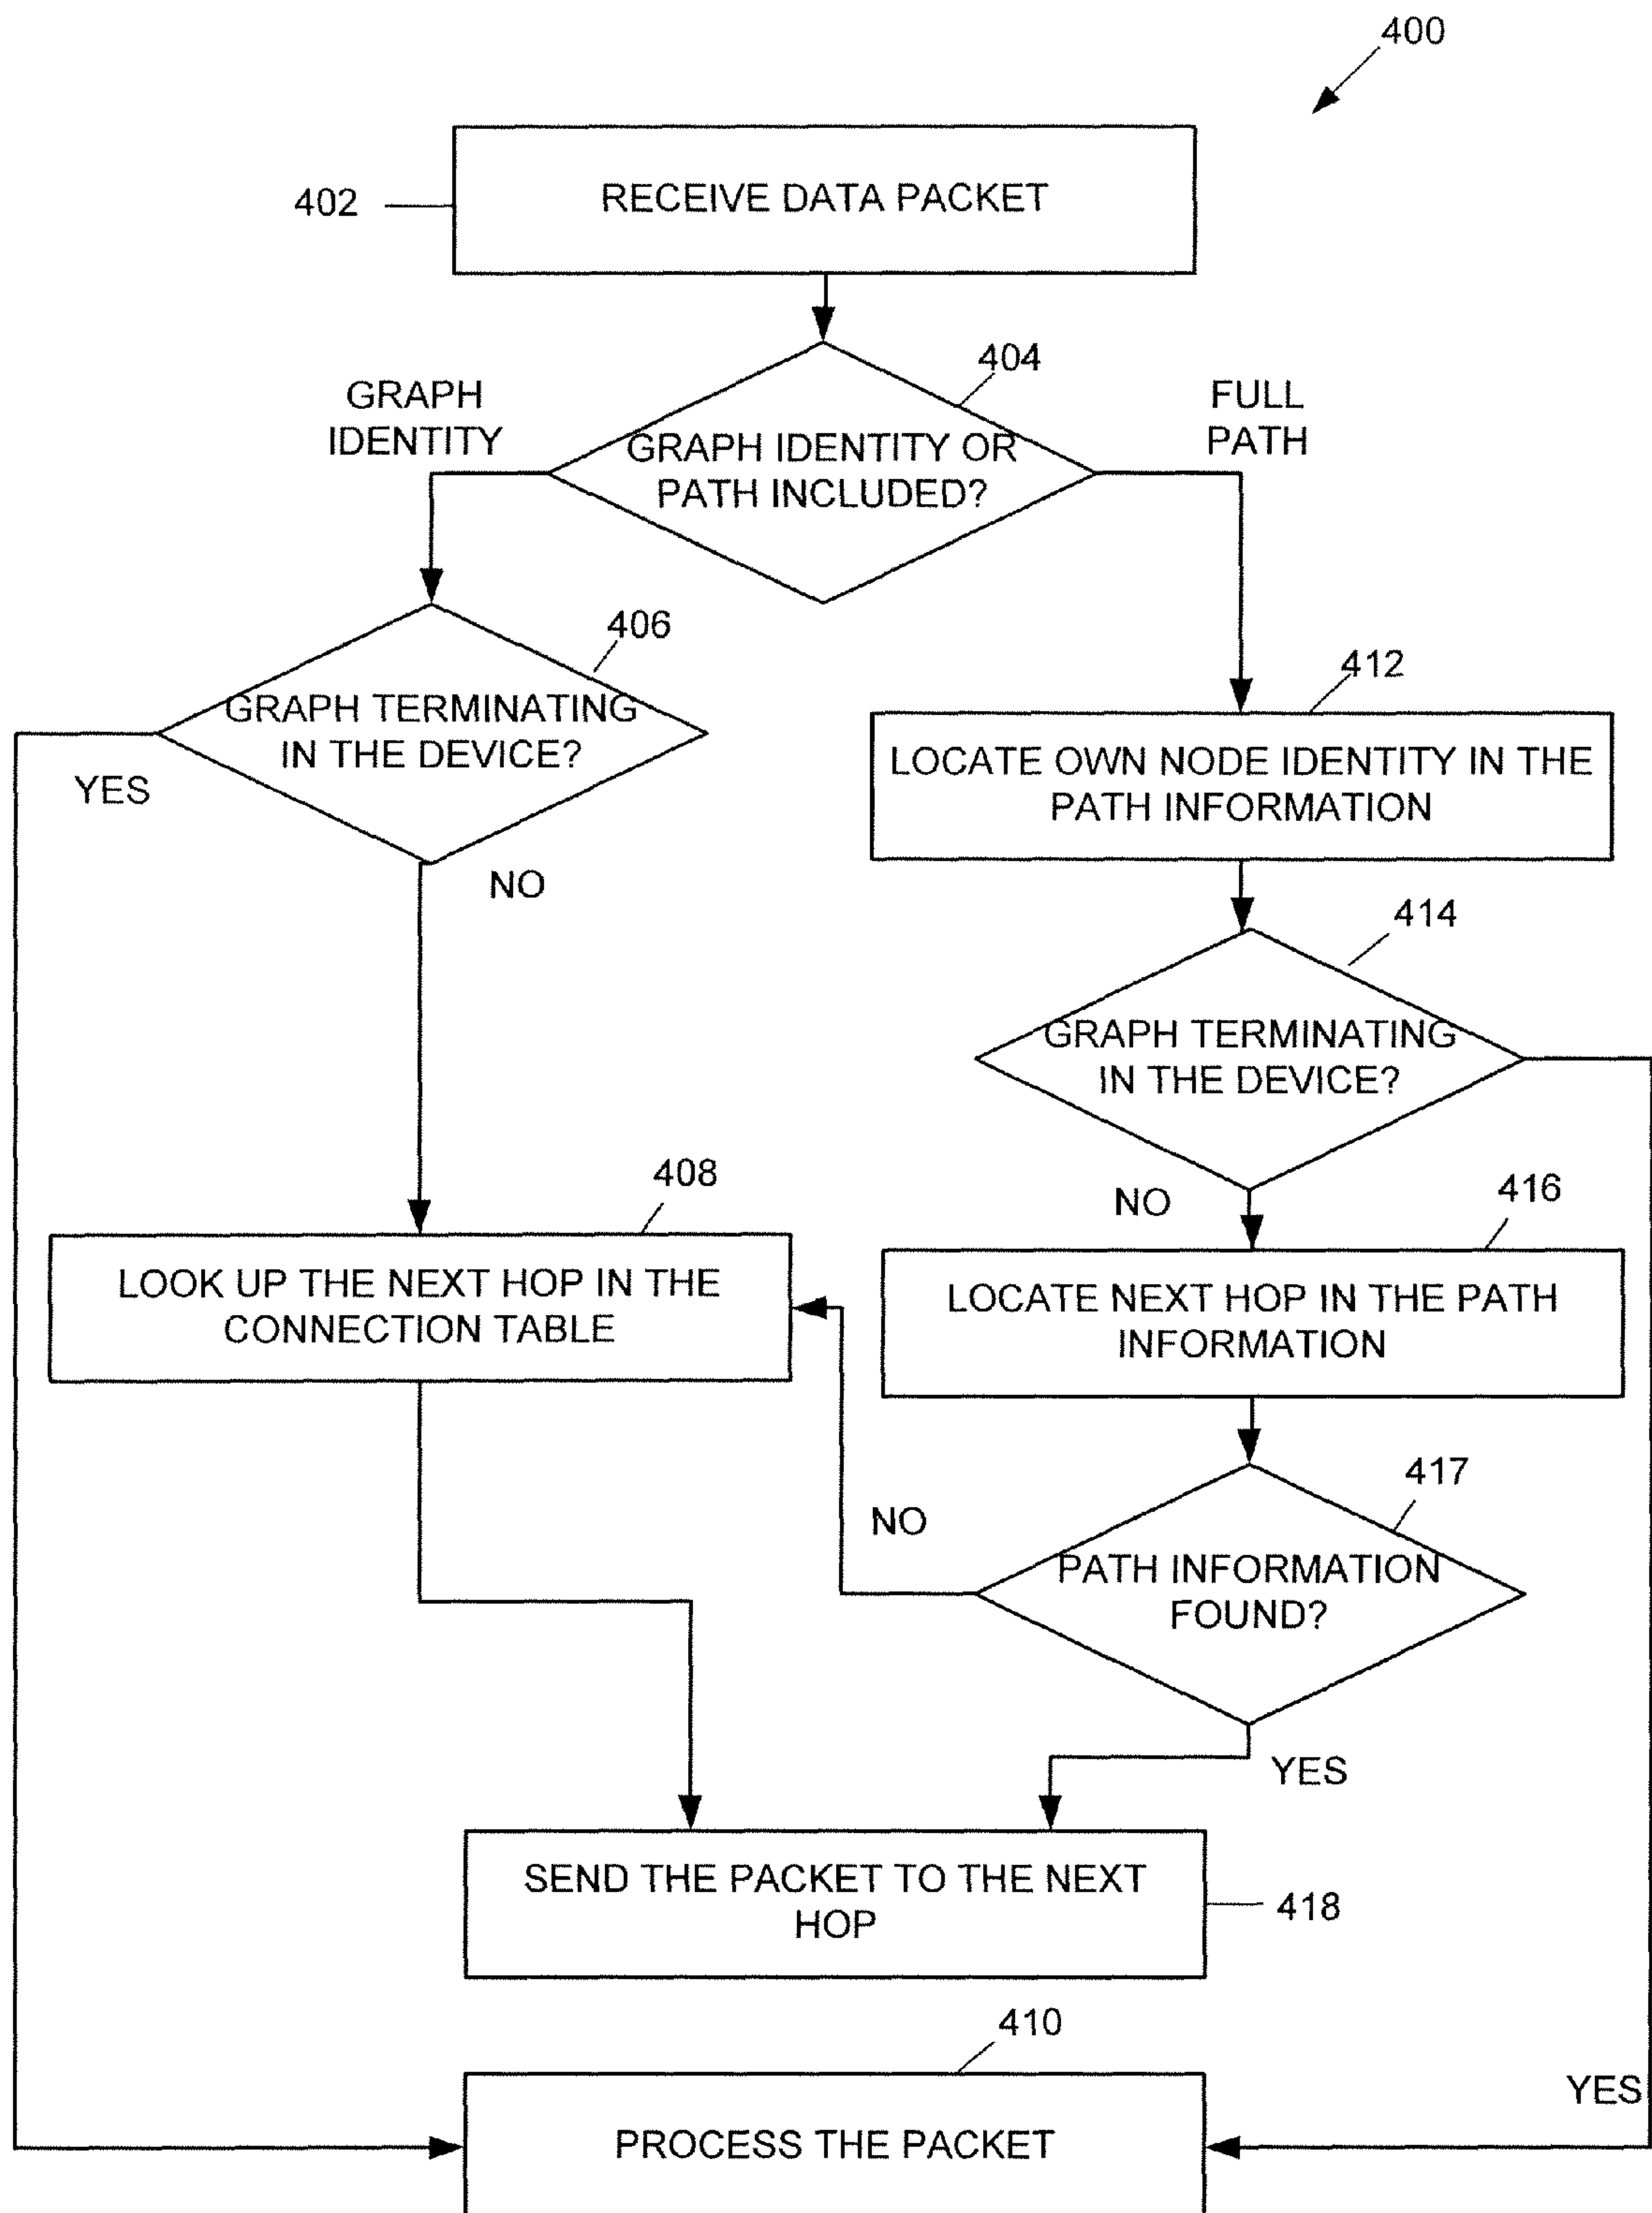 400
402
RECEIVE DATA PACKET
404
GRAPH
IDENTITY
FULL
PATH
GRAPH IDENTITY OR
PATH INCLUDED?
406
GRAPH TERMINATING
IN THE DEVICE?
YES
NO
412
LOCATE OWN NODE IDENTITY IN THE
PATH INFORMATION
414
GRAPH TERMINATING
IN THE DEVICE?
NO
408
LOOK UP THE NEXT HOP IN THE
CONNECTION TABLE
416
LOCATE NEXT HOP IN THE PATH
INFORMATION
417
NO
PATH INFORMATION
FOUND?
YES
SEND THE PACKET TO THE NEXT
HOP
418
410
YES
PROCESS THE PACKET